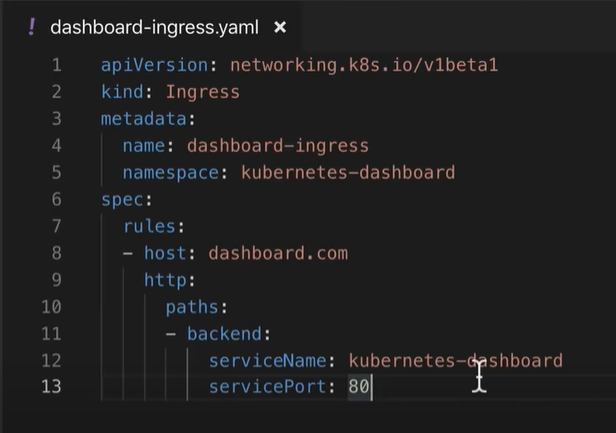 ! dashboard-ingress.yaml ×
1 apiVersion: networking.k8s.io/v1beta1
2 kind: Ingress
3 metadata:
4   name: dashboard-ingress
5   namespace: kubernetes-dashboard
6 spec:
7   rules:
8   - host: dashboard.com
9     http:
10       paths:
11       - backend:
12           serviceName: kubernetes-dashboard
13           servicePort: 80